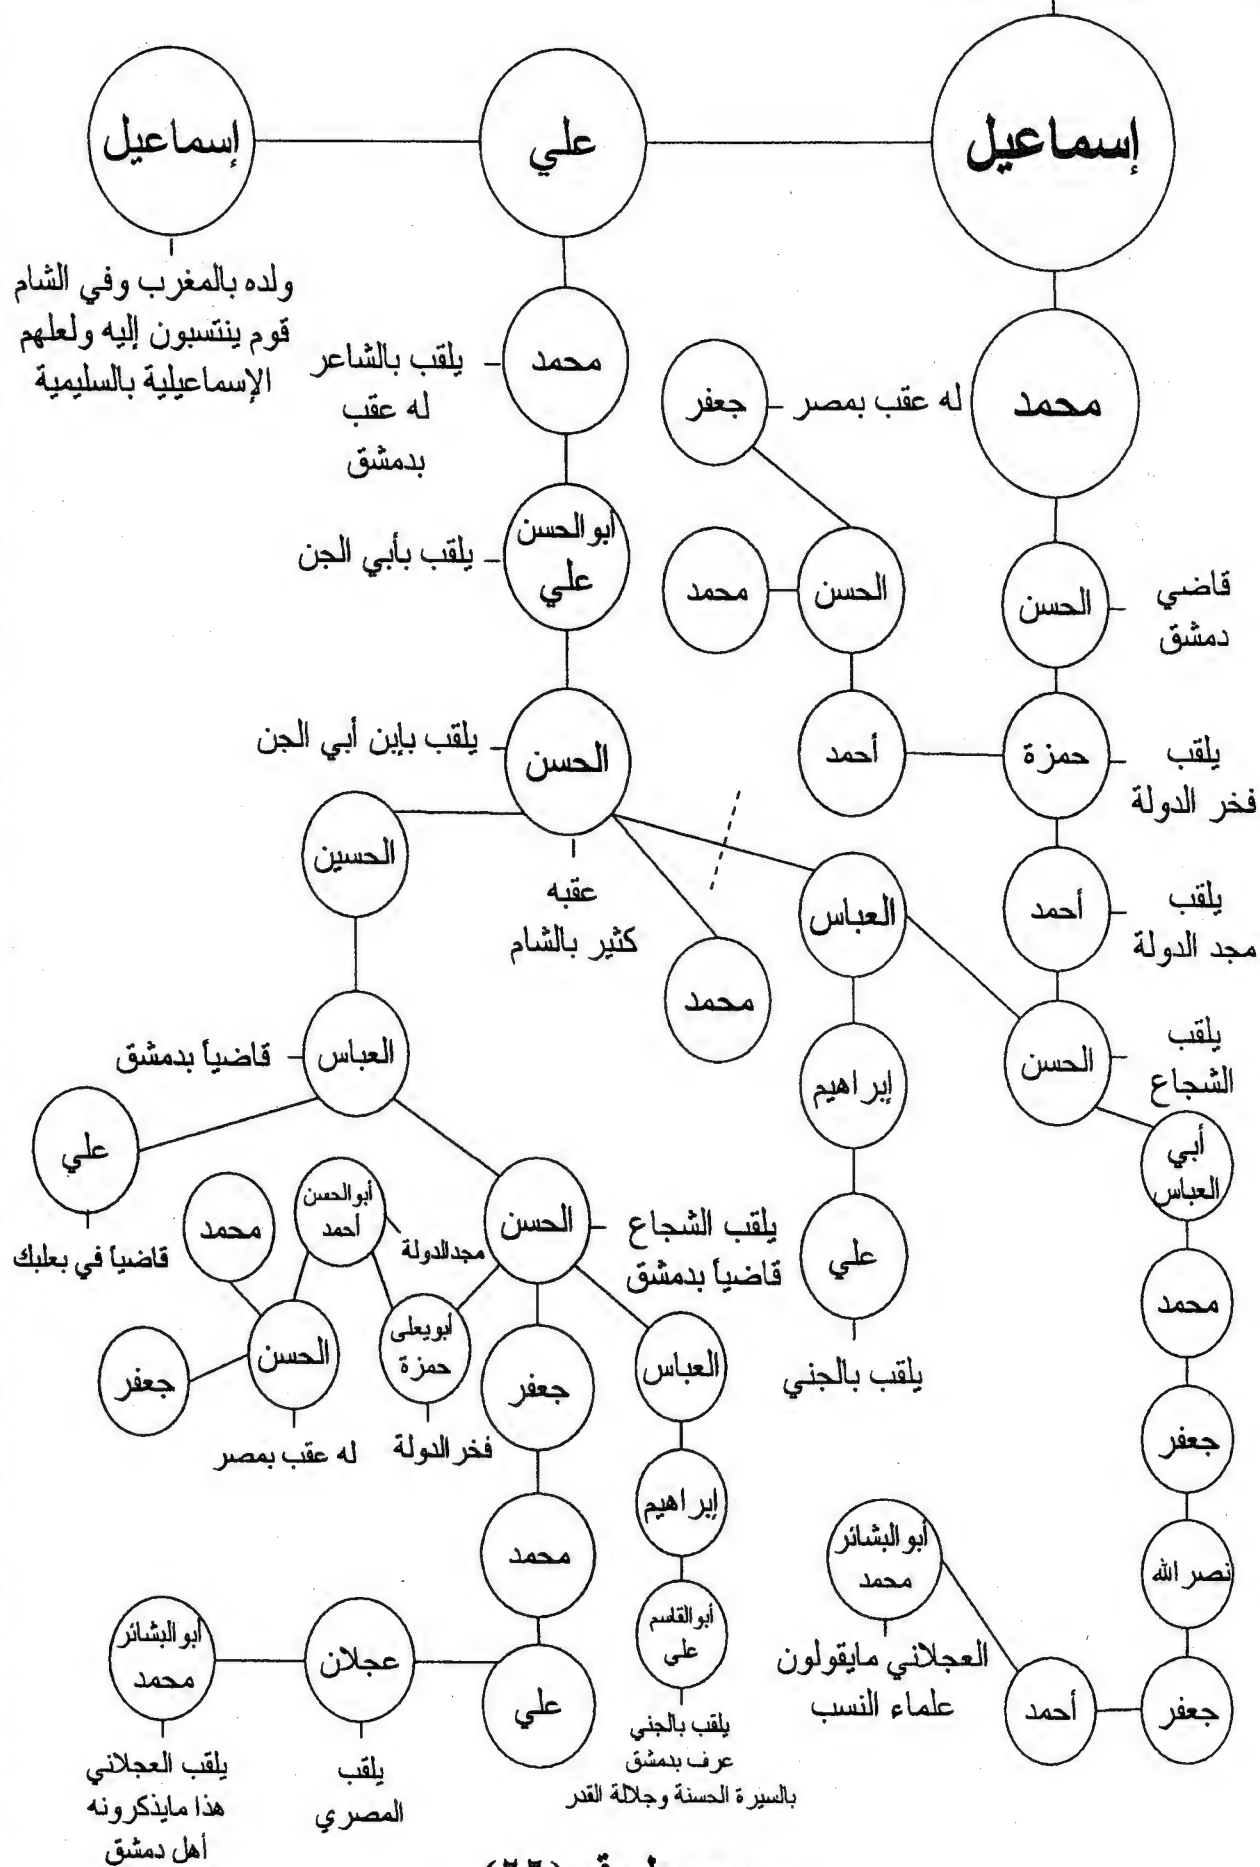 إسماعيل
علي
إسماعيل
ولده بالمغرب وفي الشام
قوم ينتسبون إليه ولعلهم
الإسماعيلية بالسليمية
محمد
يلقب بالشاعر
له عقب
بدمشق
جعفر
له عقب بمصر
محمد
أبو الحسن
علي
يلقب بأبي الجن
محمد
الحسن
الحسن
قاضي
دمشق
الحسن
يلقب بإبن أبي الجن
عقبه
كثير بالشام
أحمد
حمزة
يلقب
فخر الدولة
أحمد
يلقب
مجد الدولة
الحسين
محمد
العباس
الحسن
يلقب
الشجاع
العباس
قاضياً بدمشق
إبراهيم
علي
يلقب بالجني
أبي
العباس
محمد
جعفر
نصر الله
جعفر
أحمد
أبو البشائر
محمد
العجلاني مايقولون
علماء النسب
علي
قاضياً في بعلبك
الحسن
يلقب الشجاع
قاضياً بدمشق
محمد
أبو الحسن
أحمد
مجدالدولة
جعفر
الحسن
له عقب بمصر
أبو يعلى
حمزة
فخر الدولة
جعفر
العباس
محمد
إبراهيم
علي
أبو القاسم
علي
يلقب بالجني
عرف بدمشق
بالسيرة الحسنة وجلالة القدر
عجلان
يلقب
المصري
أبو البشائر
محمد
يلقب العجلاني
هذا مايذكرونه
أهل دمشق